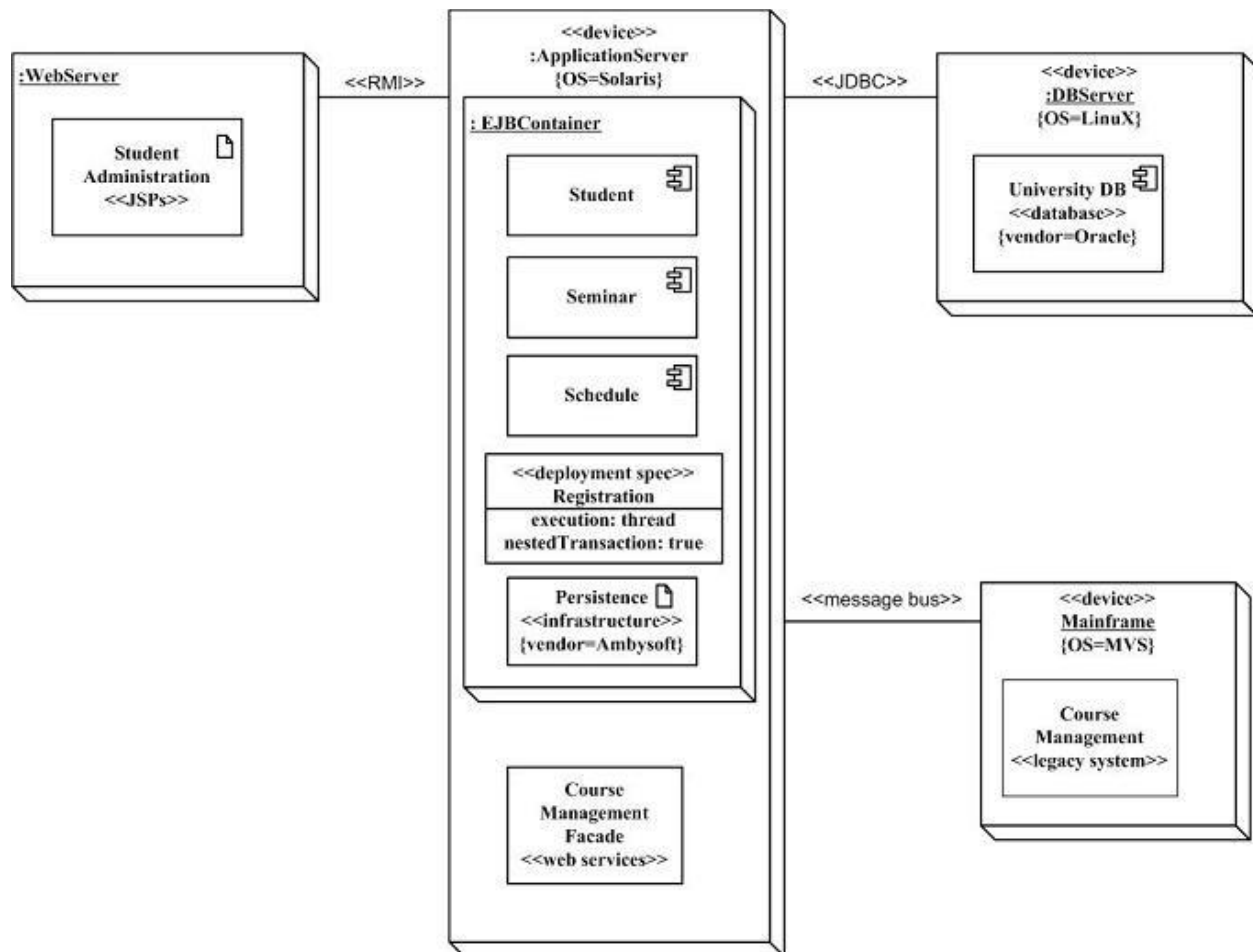 :WebServer
Student
Administration
<<JSPs>>
<<RMI>>
<<device>>
:ApplicationServer
{OS=Solaris}
: EJBContainer
Student
Seminar
Schedule
<<deployment spec>>
Registration
execution: thread
nestedTransaction: true
Persistence
<<infrastructure>>
{vendor=Ambysoft}
Course
Management
Facade
<<web services>>
<<JDBC>>
<<device>>
:DBServer
{OS=LinuX}
University DB
<<database>>
{vendor=Oracle}
<<message bus>>
<<device>>
Mainframe
{OS=MVS}
Course
Management
<<legacy system>>